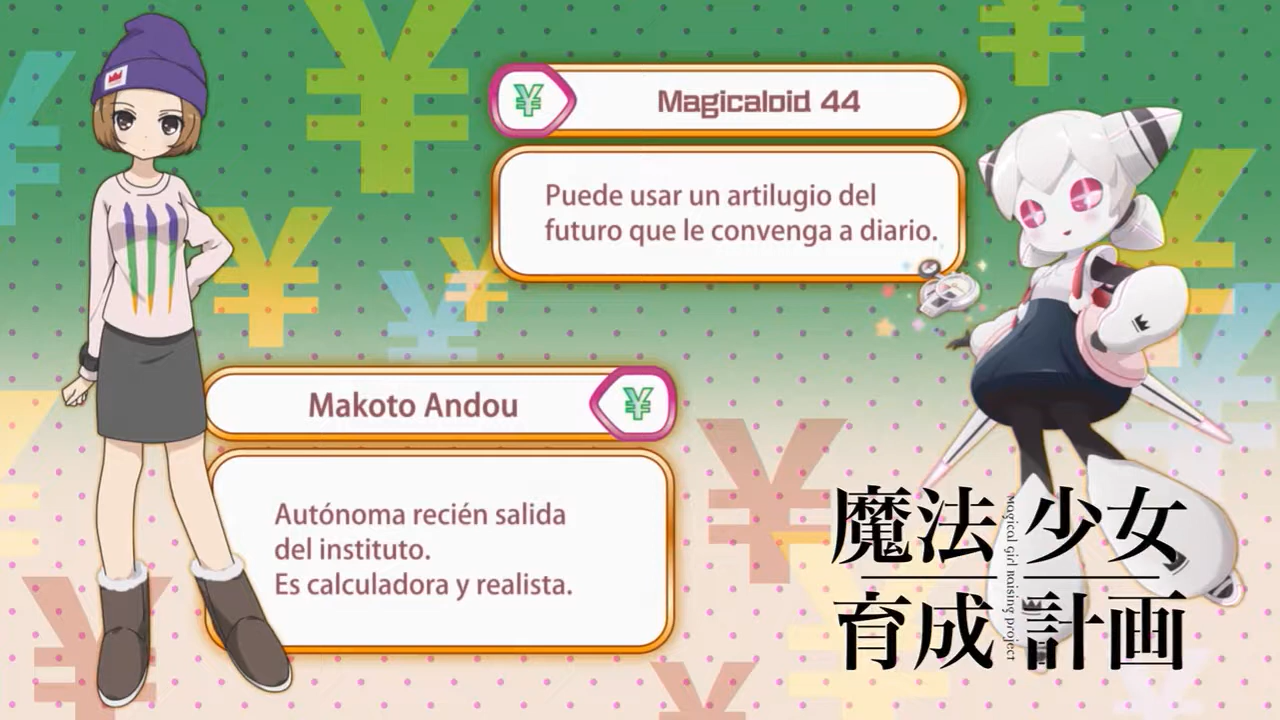 Magicaloid 44
Puede usar un artilugio del
futuro que le convenga a diario.
Makoto Andou
Autónoma recién salida
del instituto.
Es calculadora y realista.
魔法少女
育成計画
Magical Girl Raising Project